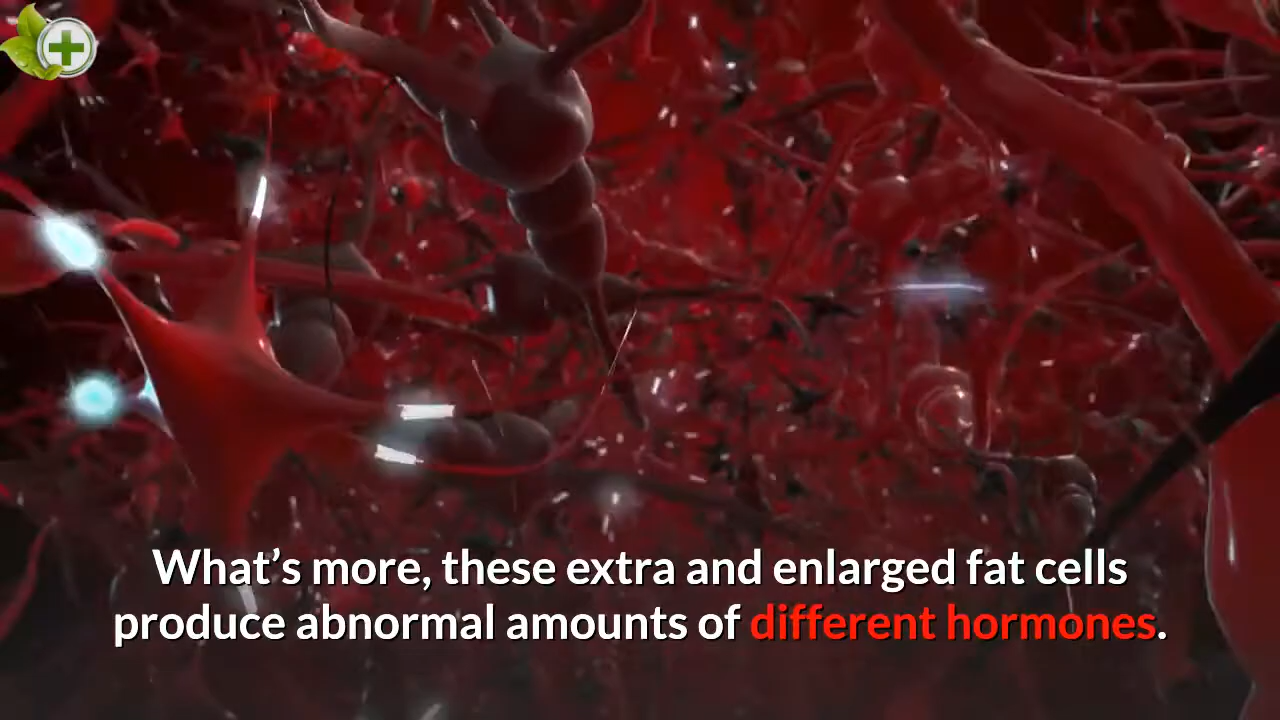 What’s more, these extra and enlarged fat cells
produce abnormal amounts of different hormones.